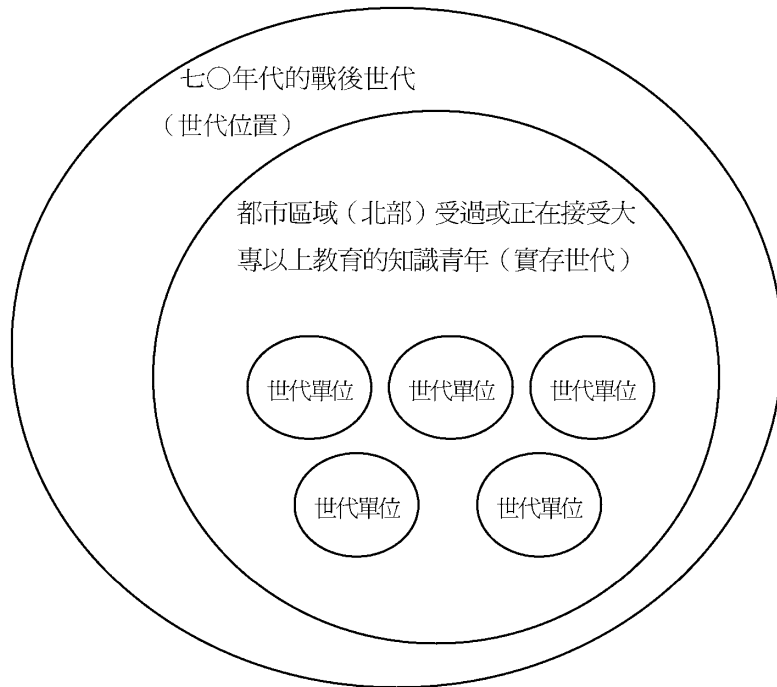 七〇年代的戰後世代
（世代位置）
都市區域（北部）受過或正在接受大
專以上教育的知識青年（實存世代）
世代單位
世代單位
世代單位
世代單位
世代單位